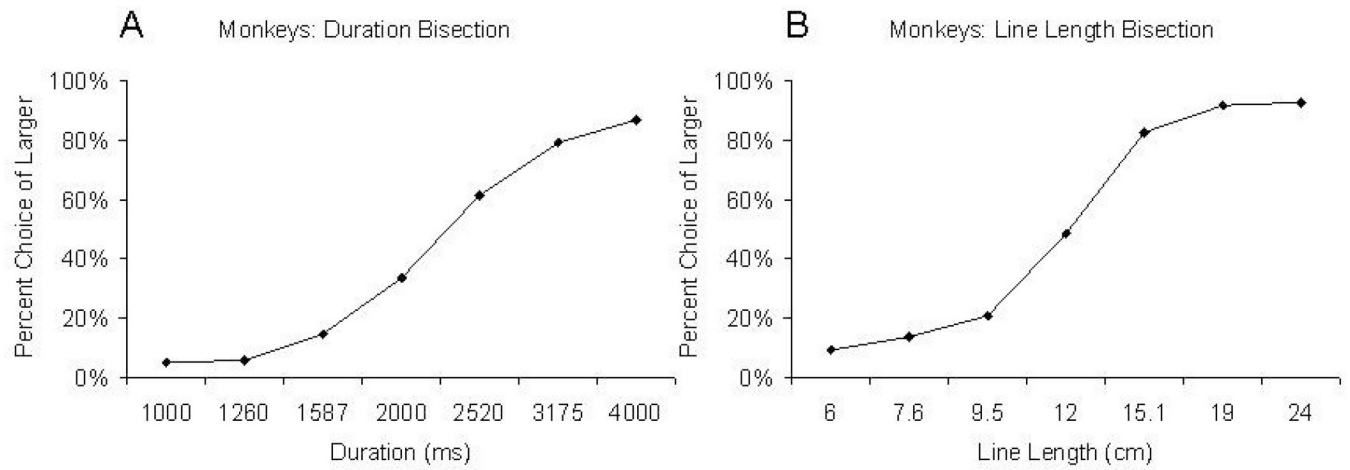 A Monkeys: Duration Bisection
Percent Choice of Larger
100%
80%
60%
40%
20%
0%
1000 1260 1587 2000 2520 3175 4000
Duration (ms)
B Monkeys: Line Length Bisection
Percent Choice of Larger
100%
80%
60%
40%
20%
0%
6 7.6 9.5 12 15.1 19 24
Line Length (cm)